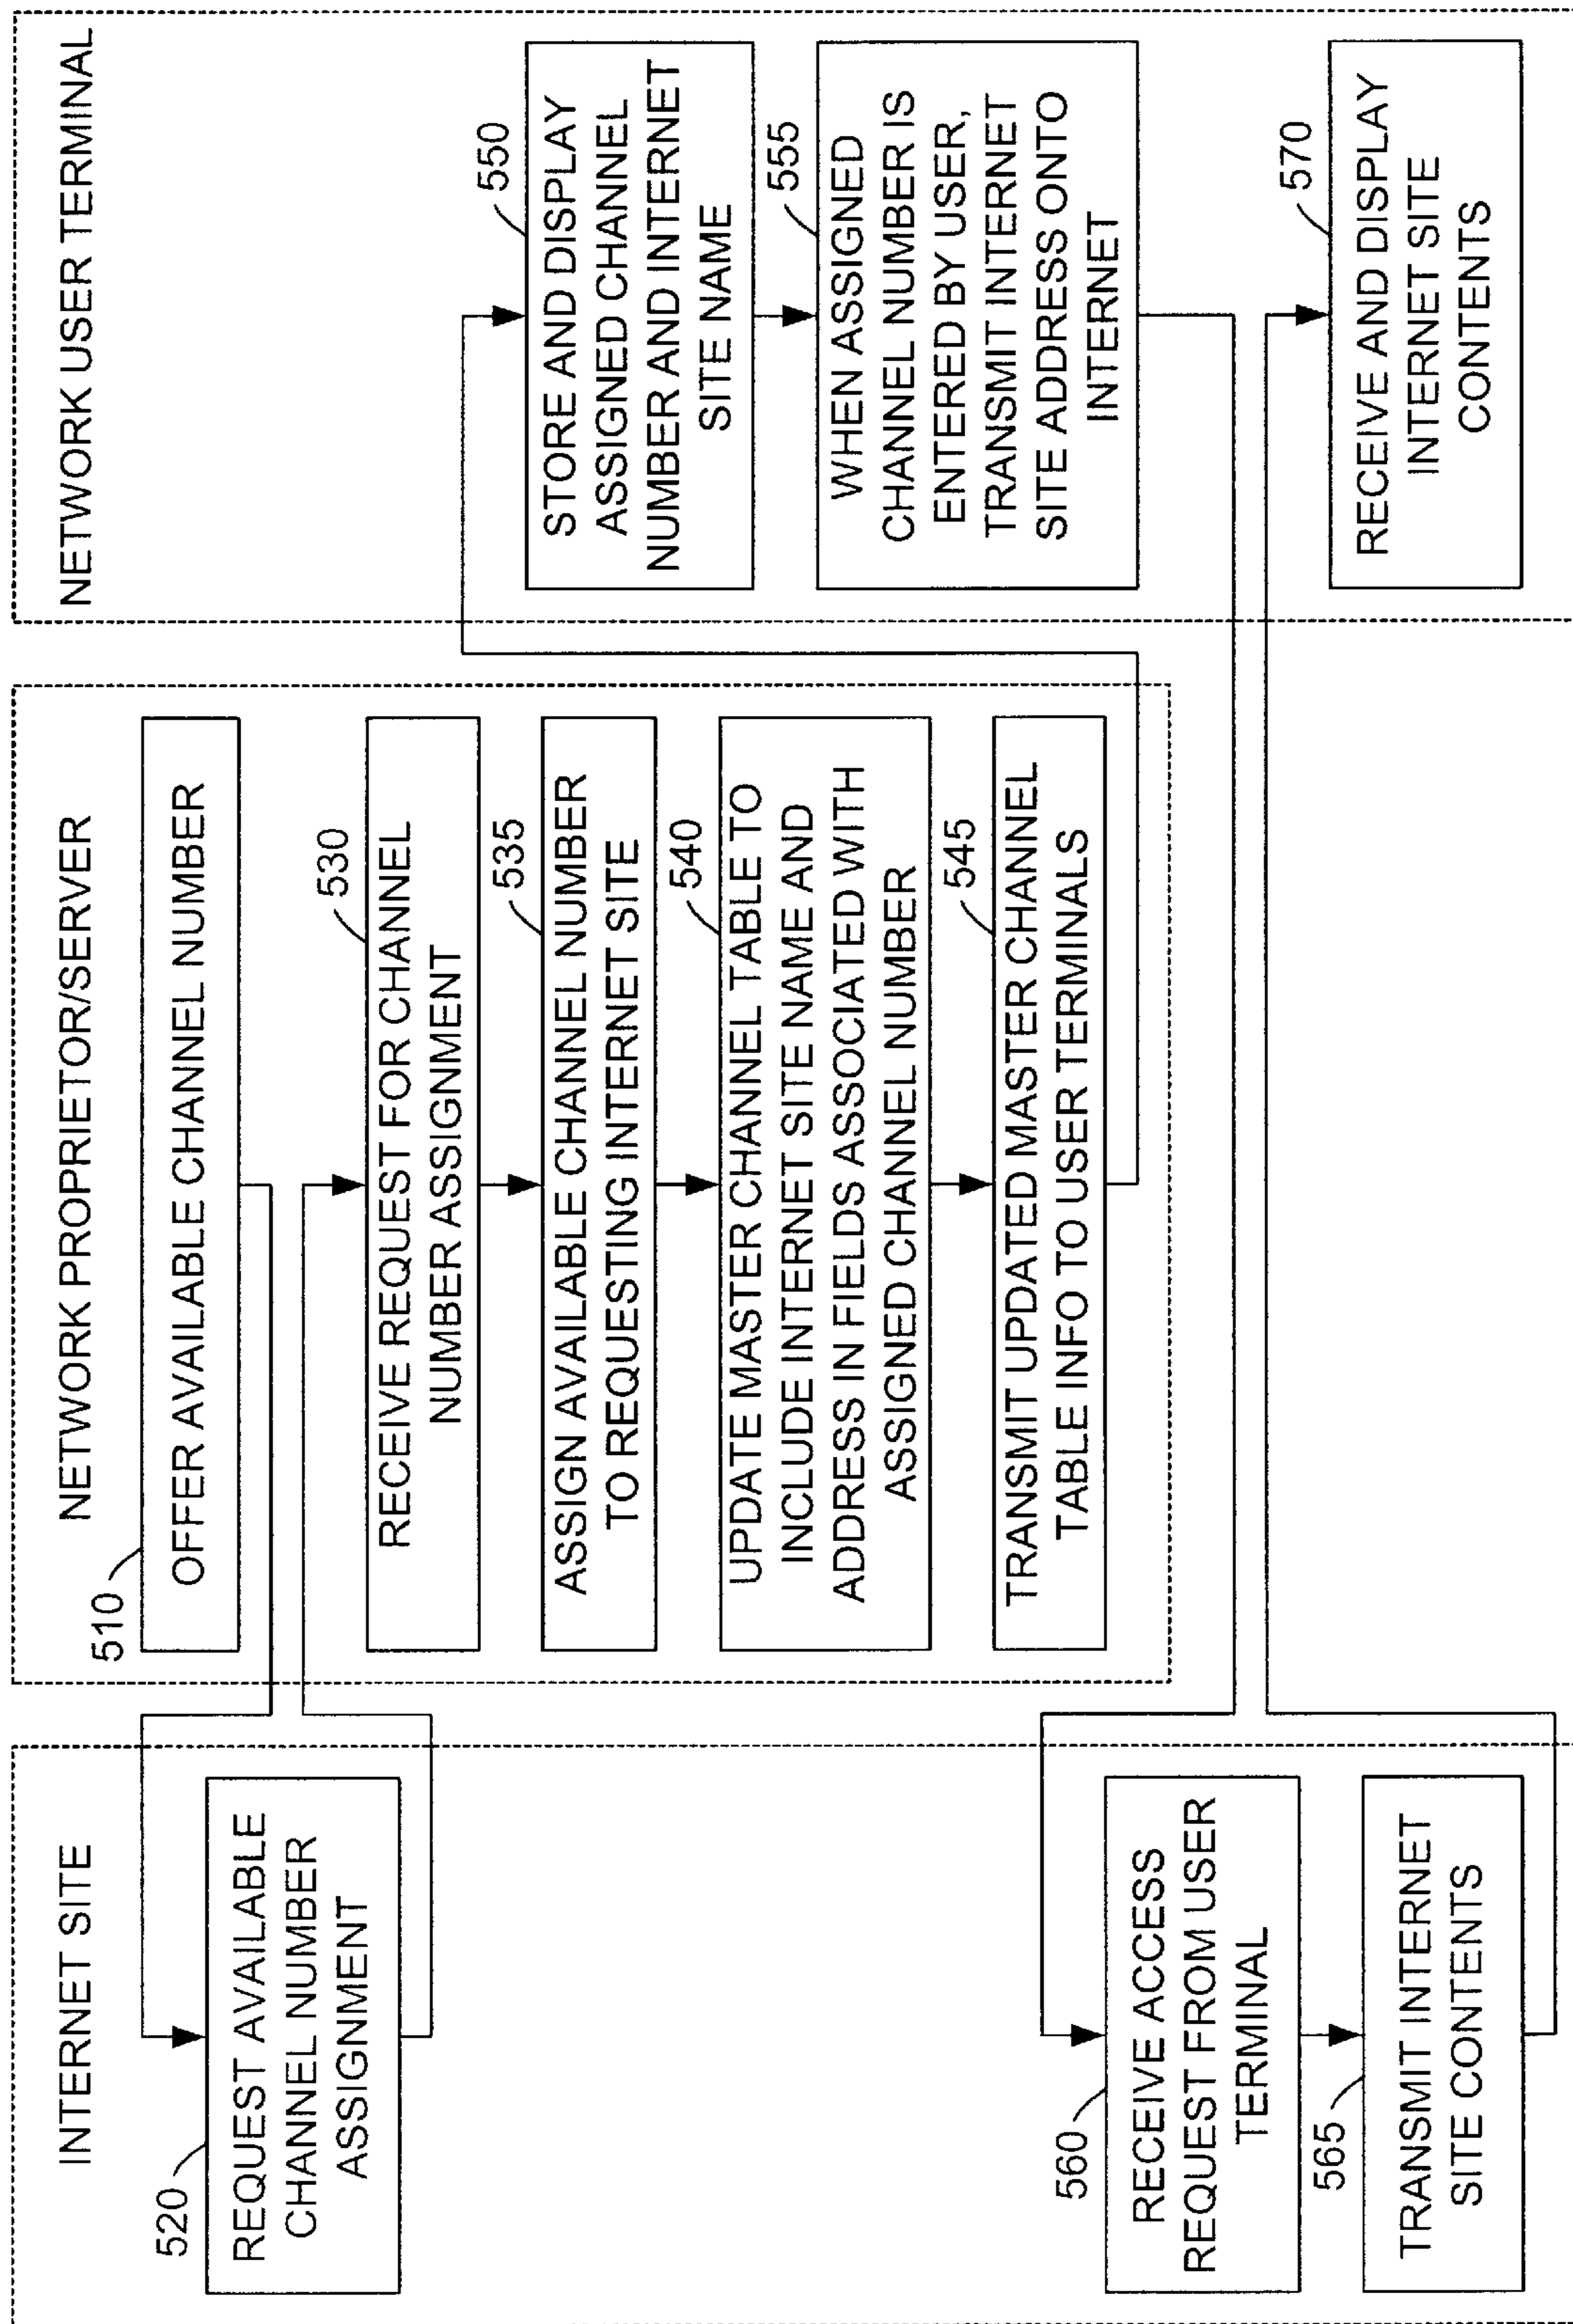 INTERNET SITE
520
REQUEST AVAILABLE
CHANNEL NUMBER
ASSIGNMENT
560
RECEIVE ACCESS
REQUEST FROM USER
TERMINAL
565
TRANSMIT INTERNET
SITE CONTENTS
NETWORK PROPRIETOR/SERVER
510
OFFER AVAILABLE CHANNEL NUMBER
530
RECEIVE REQUEST FOR CHANNEL
NUMBER ASSIGNMENT
535
ASSIGN AVAILABLE CHANNEL NUMBER
TO REQUESTING INTERNET SITE
540
UPDATE MASTER CHANNEL TABLE TO
INCLUDE INTERNET SITE NAME AND
ADDRESS IN FIELDS ASSOCIATED WITH
ASSIGNED CHANNEL NUMBER
545
TRANSMIT UPDATED MASTER CHANNEL
TABLE INFO TO USER TERMINALS
NETWORK USER TERMINAL
550
STORE AND DISPLAY
ASSIGNED CHANNEL
NUMBER AND INTERNET
SITE NAME
555
WHEN ASSIGNED
CHANNEL NUMBER IS
ENTERED BY USER,
TRANSMIT INTERNET
SITE ADDRESS ONTO
INTERNET
570
RECEIVE AND DISPLAY
INTERNET SITE
CONTENTS